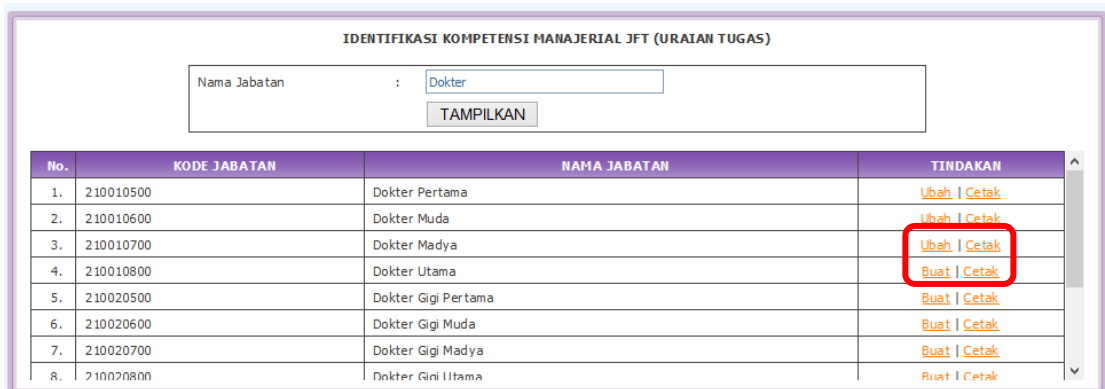 IDENTIFIKASI KOMPETENSI MANAJERIAL JFT (URAIAN TUGAS)
Nama Jabatan : Dokter
TAMPILKAN
No. KODE JABATAN NAMA JABATAN TINDAKAN
1. 210010500 Dokter Pertama Ubah | Cetak
2. 210010600 Dokter Muda Ubah | Cetak
3. 210010700 Dokter Madya Ubah | Cetak
4. 210010800 Dokter Utama Buat | Cetak
5. 210020500 Dokter Gigi Pertama Buat | Cetak
6. 210020600 Dokter Gigi Muda Buat | Cetak
7. 210020700 Dokter Gigi Madya Buat | Cetak
8. 210020800 Dokter Gigi Utama Buat | Cetak